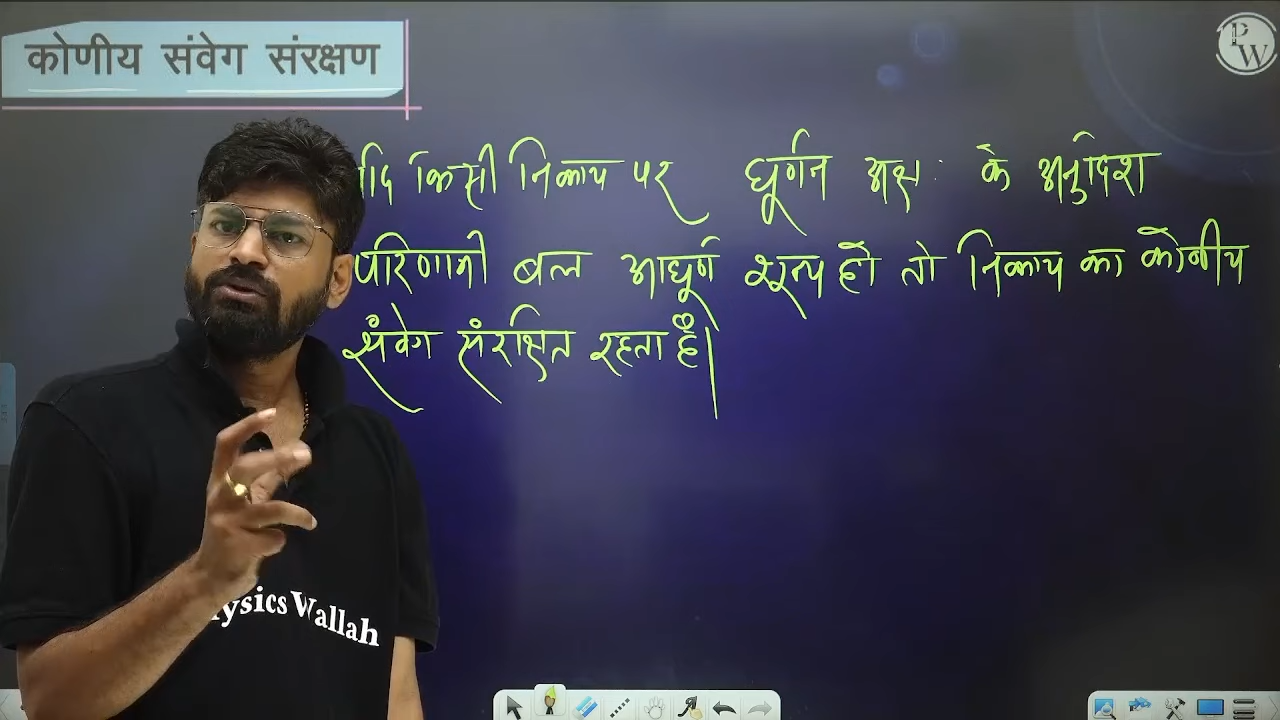 कोणीय संवेग संरक्षण
PW
यदि किसी निकाय पर घूर्णन अक्ष के अनुदिश
परिणामी बल आघूर्ण शून्य हो तो निकाय का कोणीय
संवेग संरक्षित रहता है।
Physics Wallah